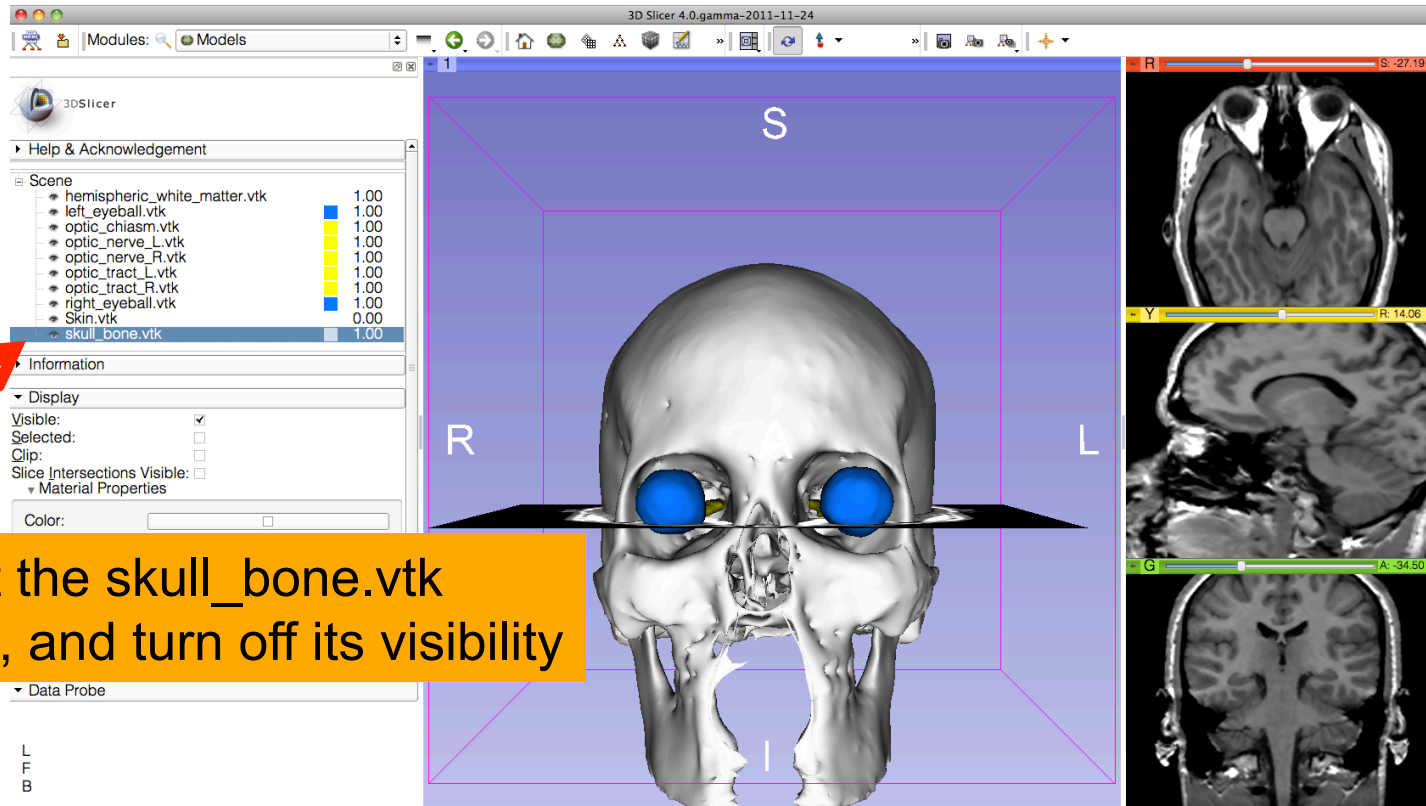 3D Slicer 4.0.gamma-2011-11-24
Modules: Models » »
3DSlicer
Help & Acknowledgement
Scene
hemispheric_white_matter.vtk 1.00
left_eyeball.vtk 1.00
optic_chiasm.vtk 1.00
optic_nerve_L.vtk 1.00
optic_nerve_R.vtk 1.00
optic_tract_L.vtk 1.00
optic_tract_R.vtk 1.00
right_eyeball.vtk 1.00
Skin.vtk 0.00
skull_bone.vtk 1.00
Information
Display
Visible:
Selected:
Clip:
Slice Intersections Visible:
Material Properties
Color:
the skull_bone.vtk
, and turn off its visibility
Data Probe
L
F
B
1
S
R
A
L
I
R S: -27.19
Y R: 14.06
G A: -34.50